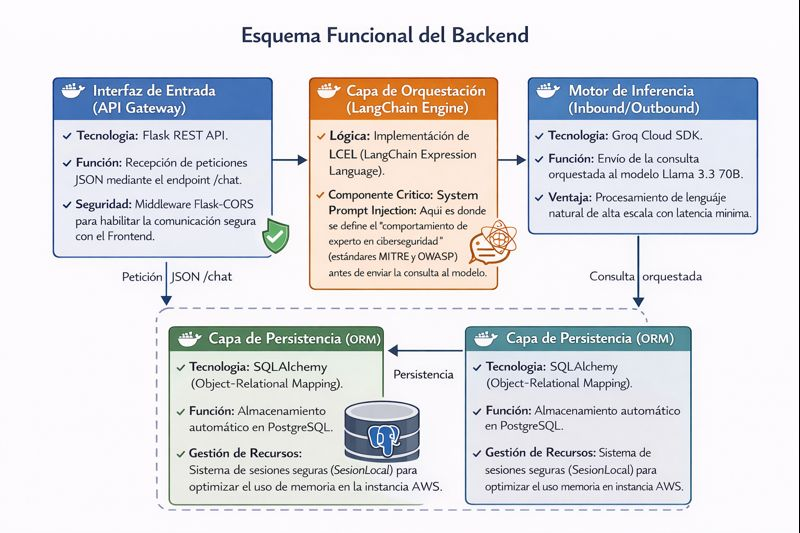 Esquema Funcional del Backend
Interfaz de Entrada
(API Gateway)
Tecnologia: Flask REST API.
Función: Recepción de peticiones
JSON mediante el endpoint /chat.
Seguridad: Middleware Flask-CORS
para habilitar la comunicación segura
con el Frontend.
Capa de Orquestación
(LangChain Engine)
Lógica: Implementación de
LCEL (LangChain Expression
Language).
Componente Critico: System
Prompt Injection: Aqui es donde
se define el "comportamiento de
experto en ciberseguridad"
(estándares MITRE y OWASP)
antes de enviar la consulta al modelo.
Motor de Inferencia
(Inbound/Outbound)
Tecnologia: Groq Cloud SDK.
Función: Envío de la consulta
orquestada al modelo Llama 3.3 70B.
Ventaja: Procesamiento de lenguáje
natural de alta escala con latencia minima.
Petición JSON /chat
Consulta orquestada
Capa de Persistencia (ORM)
Tecnologia: SQLAlchemy
(Object-Relational Mapping).
Función: Almacenamiento
automático en PostgreSQL.
Gestión de Recursos:
Sistema de sesiones seguras (SesionLocal) para
optimizar el uso de memoria en la instancia AWS.
Persistencia
Capa de Persistencia (ORM)
Tecnologia: SQLAlchemy
(Object-Relational Mapping).
Función: Almacenamiento automático
en PostgreSQL.
Gestión de Recursos: Sistema de
sesiones seguras (SesionLocal) para
optimizar el uso memoria en instancia AWS.